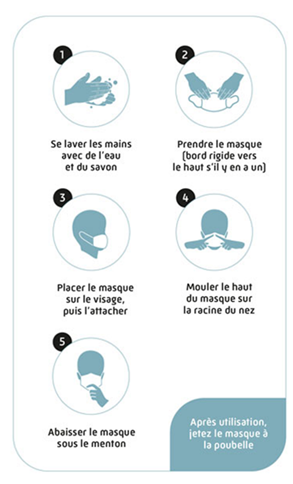 1
Se laver les mains
avec de l'eau
et du savon
2
Prendre le masque
(bord rigide vers
le haut s'il y en a un)
3
Placer le masque
sur le visage,
puis l'attacher
4
Mouler le haut
du masque sur
la racine du nez
5
Abaisser le masque
sous le menton
Après utilisation,
jetez le masque à
la poubelle